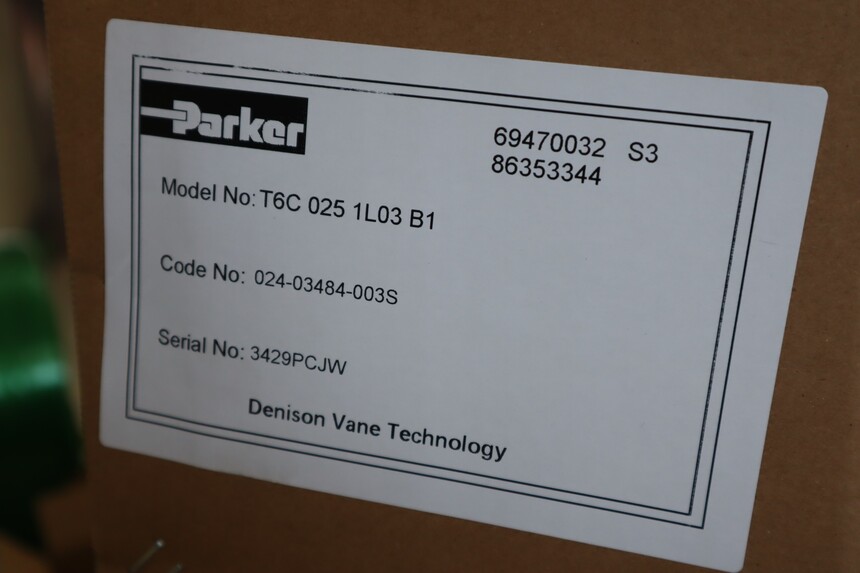 Parker
69470032 S3
86353344
Model No: T6C 025 1L03 B1
Code No: 024-03484-003S
Serial No: 3429PCJW
Denison Vane Technology